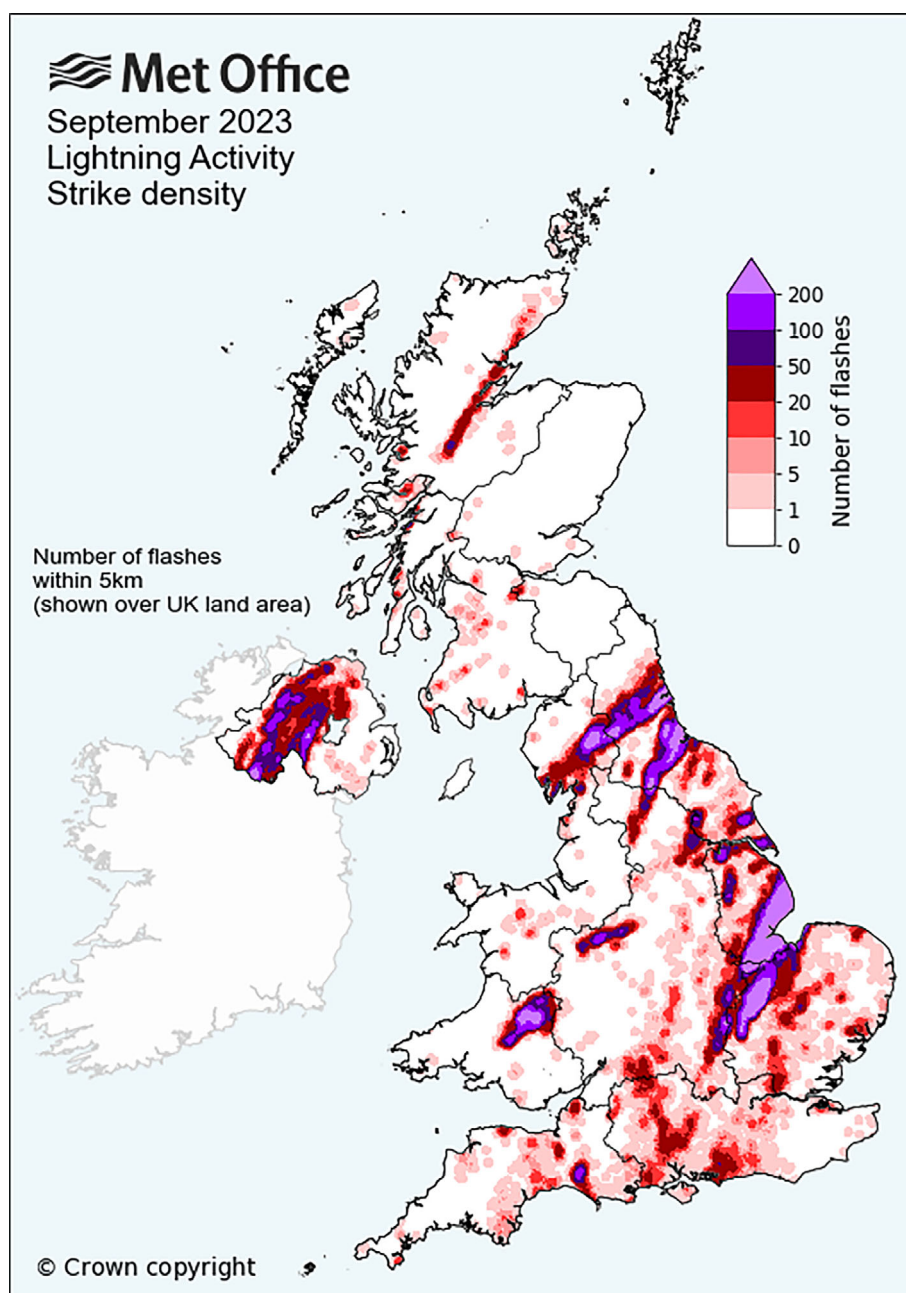 Met Office
September 2023
Lightning Activity
Strike density
200
100
50
20
10
5
1
0
Number of flashes
Number of flashes
within 5km
(shown over UK land area)
© Crown copyright